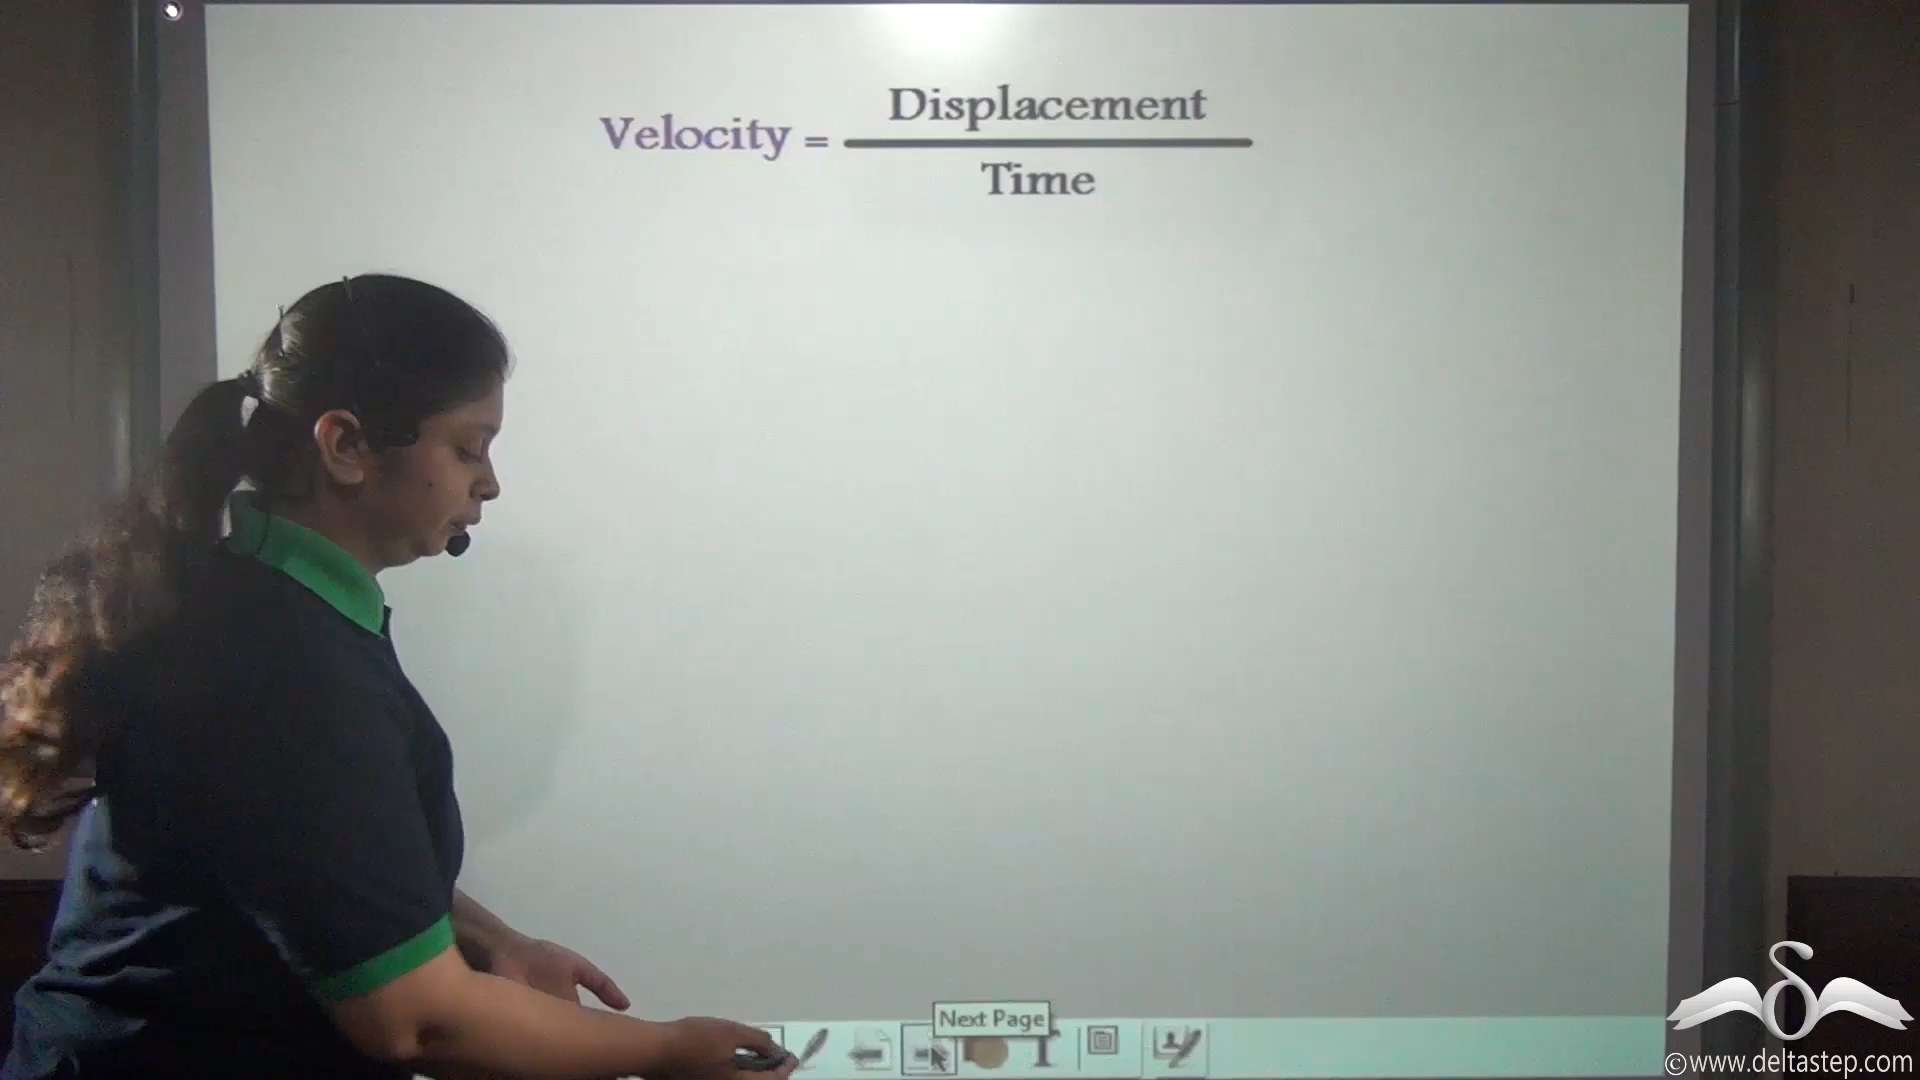 Displacement
Velocity =
Time
Next Page
T
©www.deltastep.com